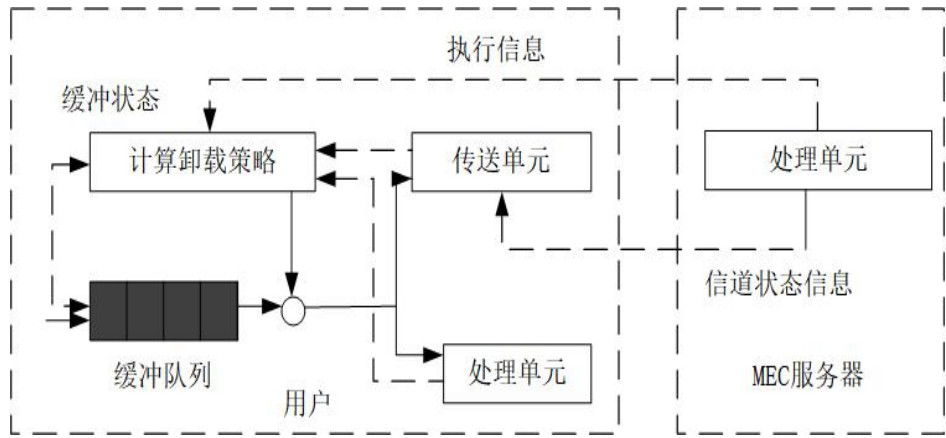 执行信息
缓冲状态
计算卸载策略
传送单元
处理单元
信道状态信息
缓冲队列
处理单元
MEC服务器
用户